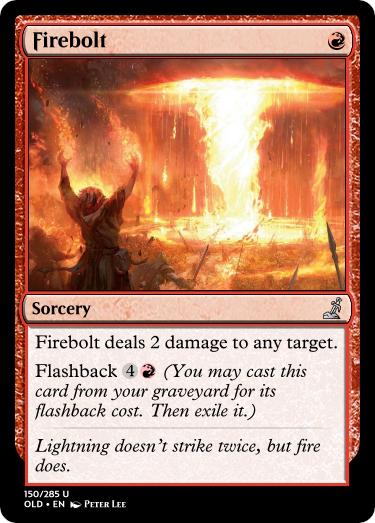 Firebolt
Sorcery
Firebolt deals 2 damage to any target.
Flashback 4 (You may cast this
card from your graveyard for its
flashback cost. Then exile it.)
Lightning doesn't strike twice, but fire
does.
150/285 U
OLD • EN Peter Lee